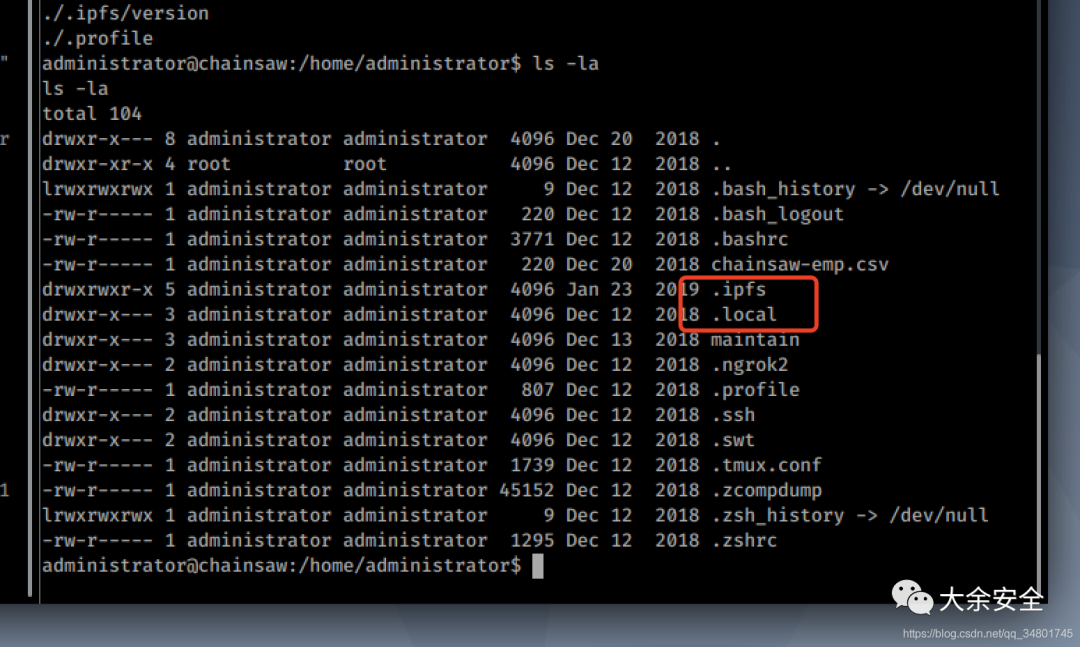 ./.ipfs/version
./.profile
"
administrator@chainsaw:/home/administrator$ ls -la
ls -la
total 104
r
drwxr-x--- 8 administrator administrator  4096 Dec 20  2018 .
drwxr-xr-x 4 root          root           4096 Dec 12  2018 ..
lrwxrwxrwx 1 administrator administrator     9 Dec 12  2018 .bash_history -> /dev/null
-rw-r----- 1 administrator administrator   220 Dec 12  2018 .bash_logout
-rw-r----- 1 administrator administrator  3771 Dec 12  2018 .bashrc
-rw-r----- 1 administrator administrator   220 Dec 20  2018 chainsaw-emp.csv
drwxrwxr-x 5 administrator administrator  4096 Jan 23  2019 .ipfs
drwxr-x--- 3 administrator administrator  4096 Dec 12  2018 .local
drwxr-x--- 3 administrator administrator  4096 Dec 13  2018 maintain
drwxr-x--- 2 administrator administrator  4096 Dec 12  2018 .ngrok2
-rw-r----- 1 administrator administrator   807 Dec 12  2018 .profile
drwxr-x--- 2 administrator administrator  4096 Dec 12  2018 .ssh
drwxr-x--- 2 administrator administrator  4096 Dec 12  2018 .swt
-rw-r----- 1 administrator administrator  1739 Dec 12  2018 .tmux.conf
1
-rw-r----- 1 administrator administrator 45152 Dec 12  2018 .zcompdump
lrwxrwxrwx 1 administrator administrator     9 Dec 12  2018 .zsh_history -> /dev/null
-rw-r----- 1 administrator administrator  1295 Dec 12  2018 .zshrc
administrator@chainsaw:/home/administrator$
大余安全
https://blog.csdn.net/qq_34801745